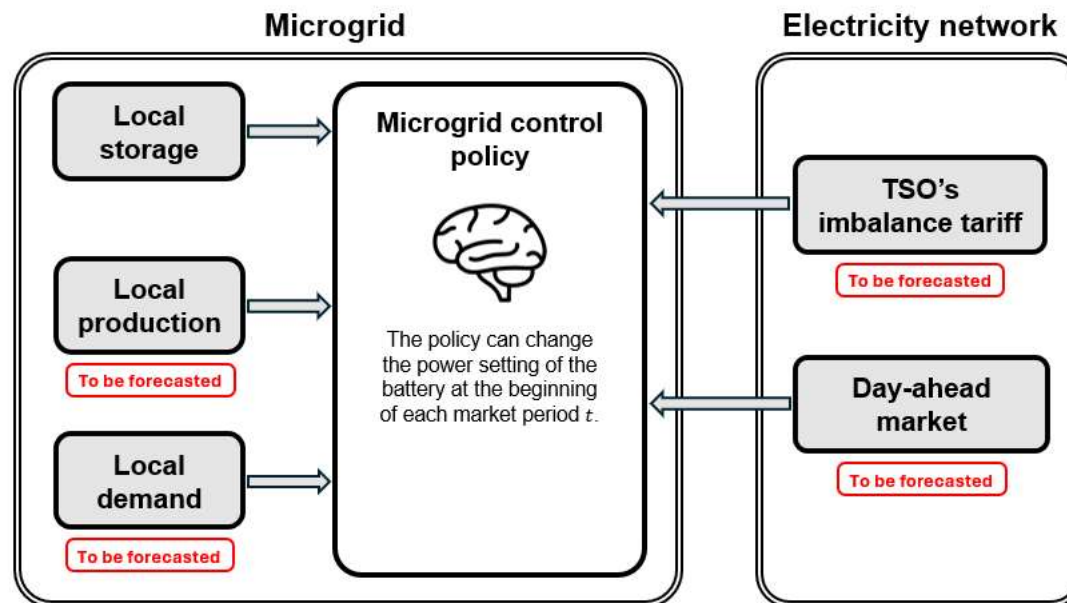 Microgrid
Electricity network
Local
storage
Local
production
To be forecasted
Local
demand
To be forecasted
Microgrid control
policy
The policy can change
the power setting of the
battery at the beginning
of each market period t.
TSO's
imbalance tariff
To be forecasted
Day-ahead
market
To be forecasted